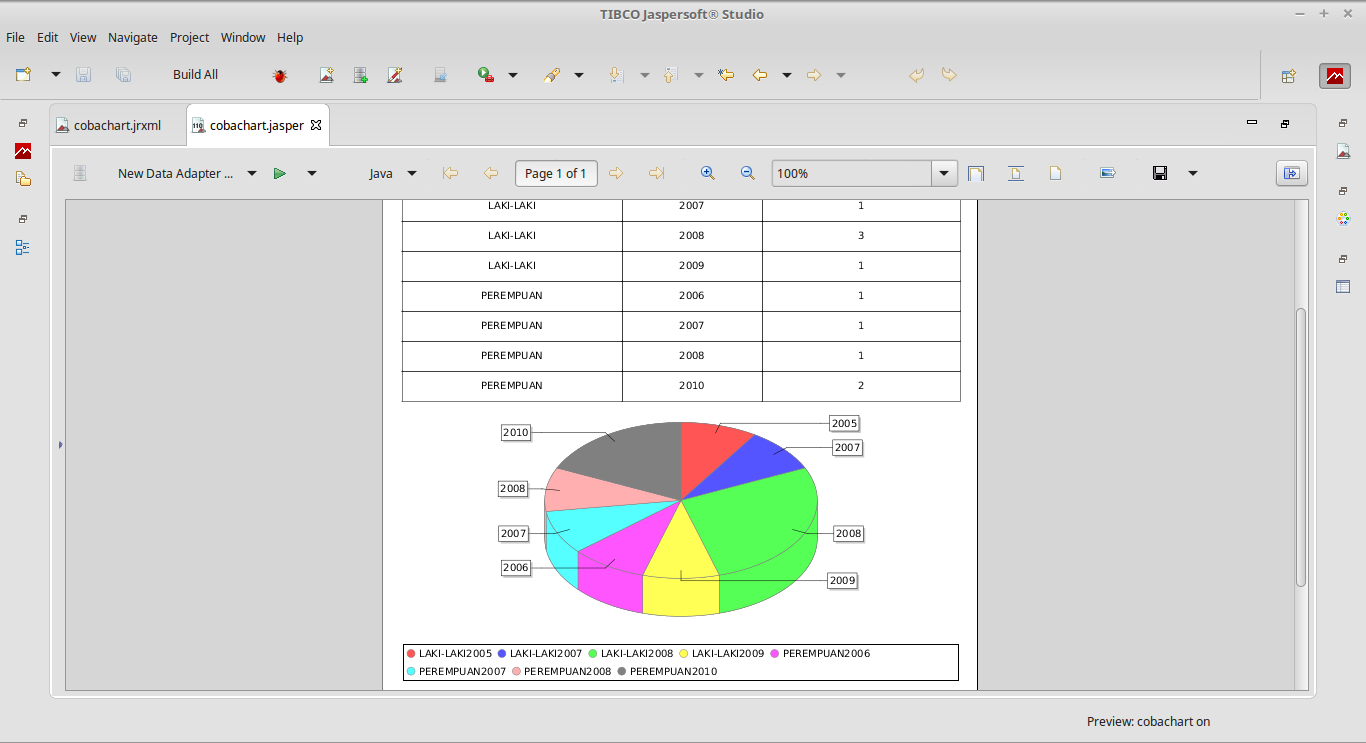 TIBCO Jaspersoft® Studio
File Edit View Navigate Project Window Help
Build All
cobachart.jrxml
cobachart.jasper
New Data Adapter ...
Java
Page 1 of 1
100%
LAKI-LAKI 2007 1
LAKI-LAKI 2008 3
LAKI-LAKI 2009 1
PEREMPUAN 2006 1
PEREMPUAN 2007 1
PEREMPUAN 2008 1
PEREMPUAN 2010 2
2005
2010
2007
2008
2007
2008
2006
2009
LAKI-LAKI2005 LAKI-LAKI2007 LAKI-LAKI2008 LAKI-LAKI2009 PEREMPUAN2006
PEREMPUAN2007 PEREMPUAN2008 PEREMPUAN2010
Preview: cobachart on